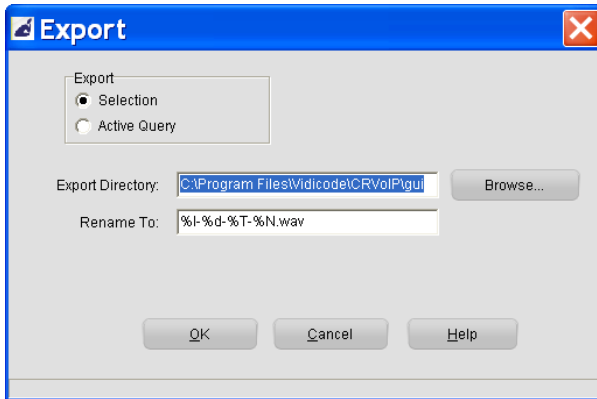 Export
Export
Selection
Active Query
Export Directory: C:\Program Files\Vidicode\CRVoIP\gui Browse...
Rename To: %I-%d-%T-%N.wav
OK Cancel Help